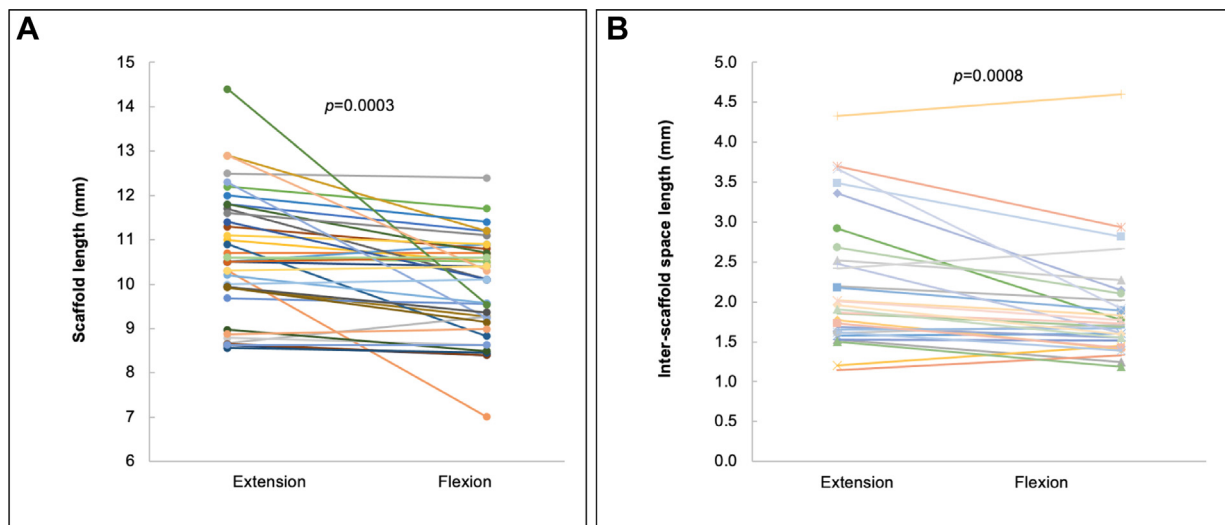 A
Scaffold length (mm)
15
14
13
12
11
10
9
8
7
6
p=0.0003
Extension Flexion
B
Inter-scaffold space length (mm)
5.0
4.5
4.0
3.5
3.0
2.5
2.0
1.5
1.0
0.5
0.0
p=0.0008
Extension Flexion